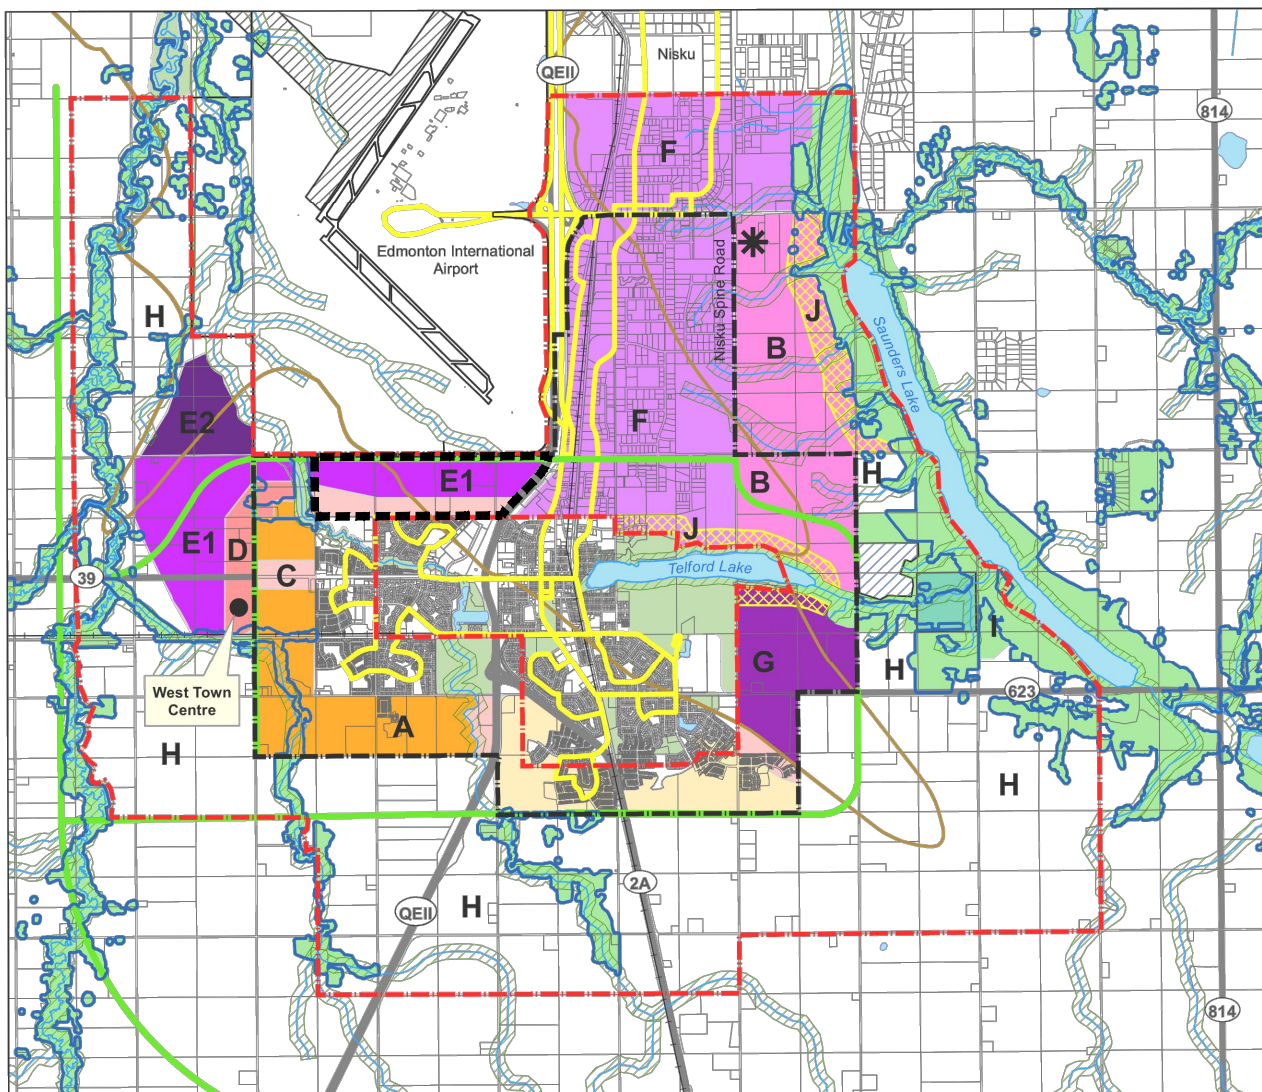 Nisku
QEII
814
F
Edmonton International
Airport
Nisku Spine Road
J
H
B
Saunders Lake
E2
F
E1
B
H
J
E1
D
C
39
Telford Lake
I
G
H
West Town
Centre
623
A
H
H
2A
QEII
H
814